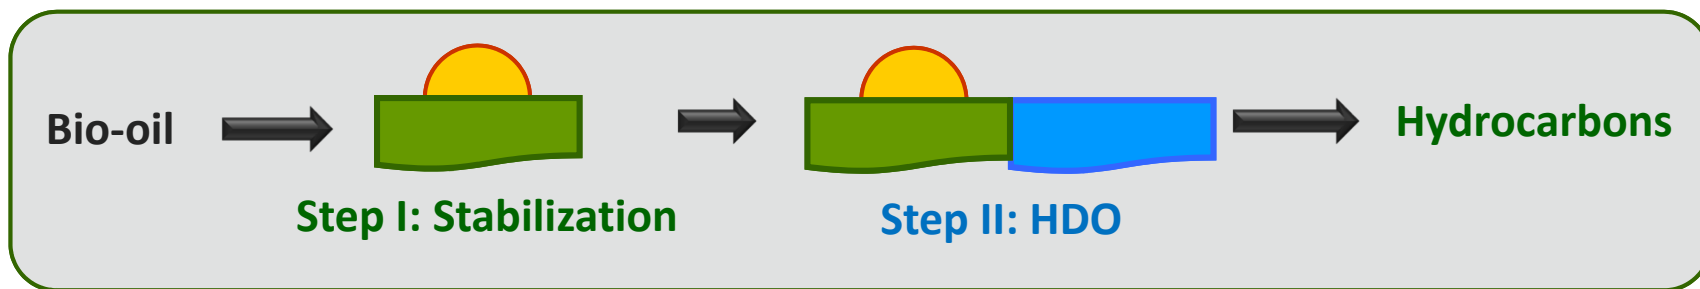 Bio-oil
Hydrocarbons
Step I: Stabilization
Step II: HDO